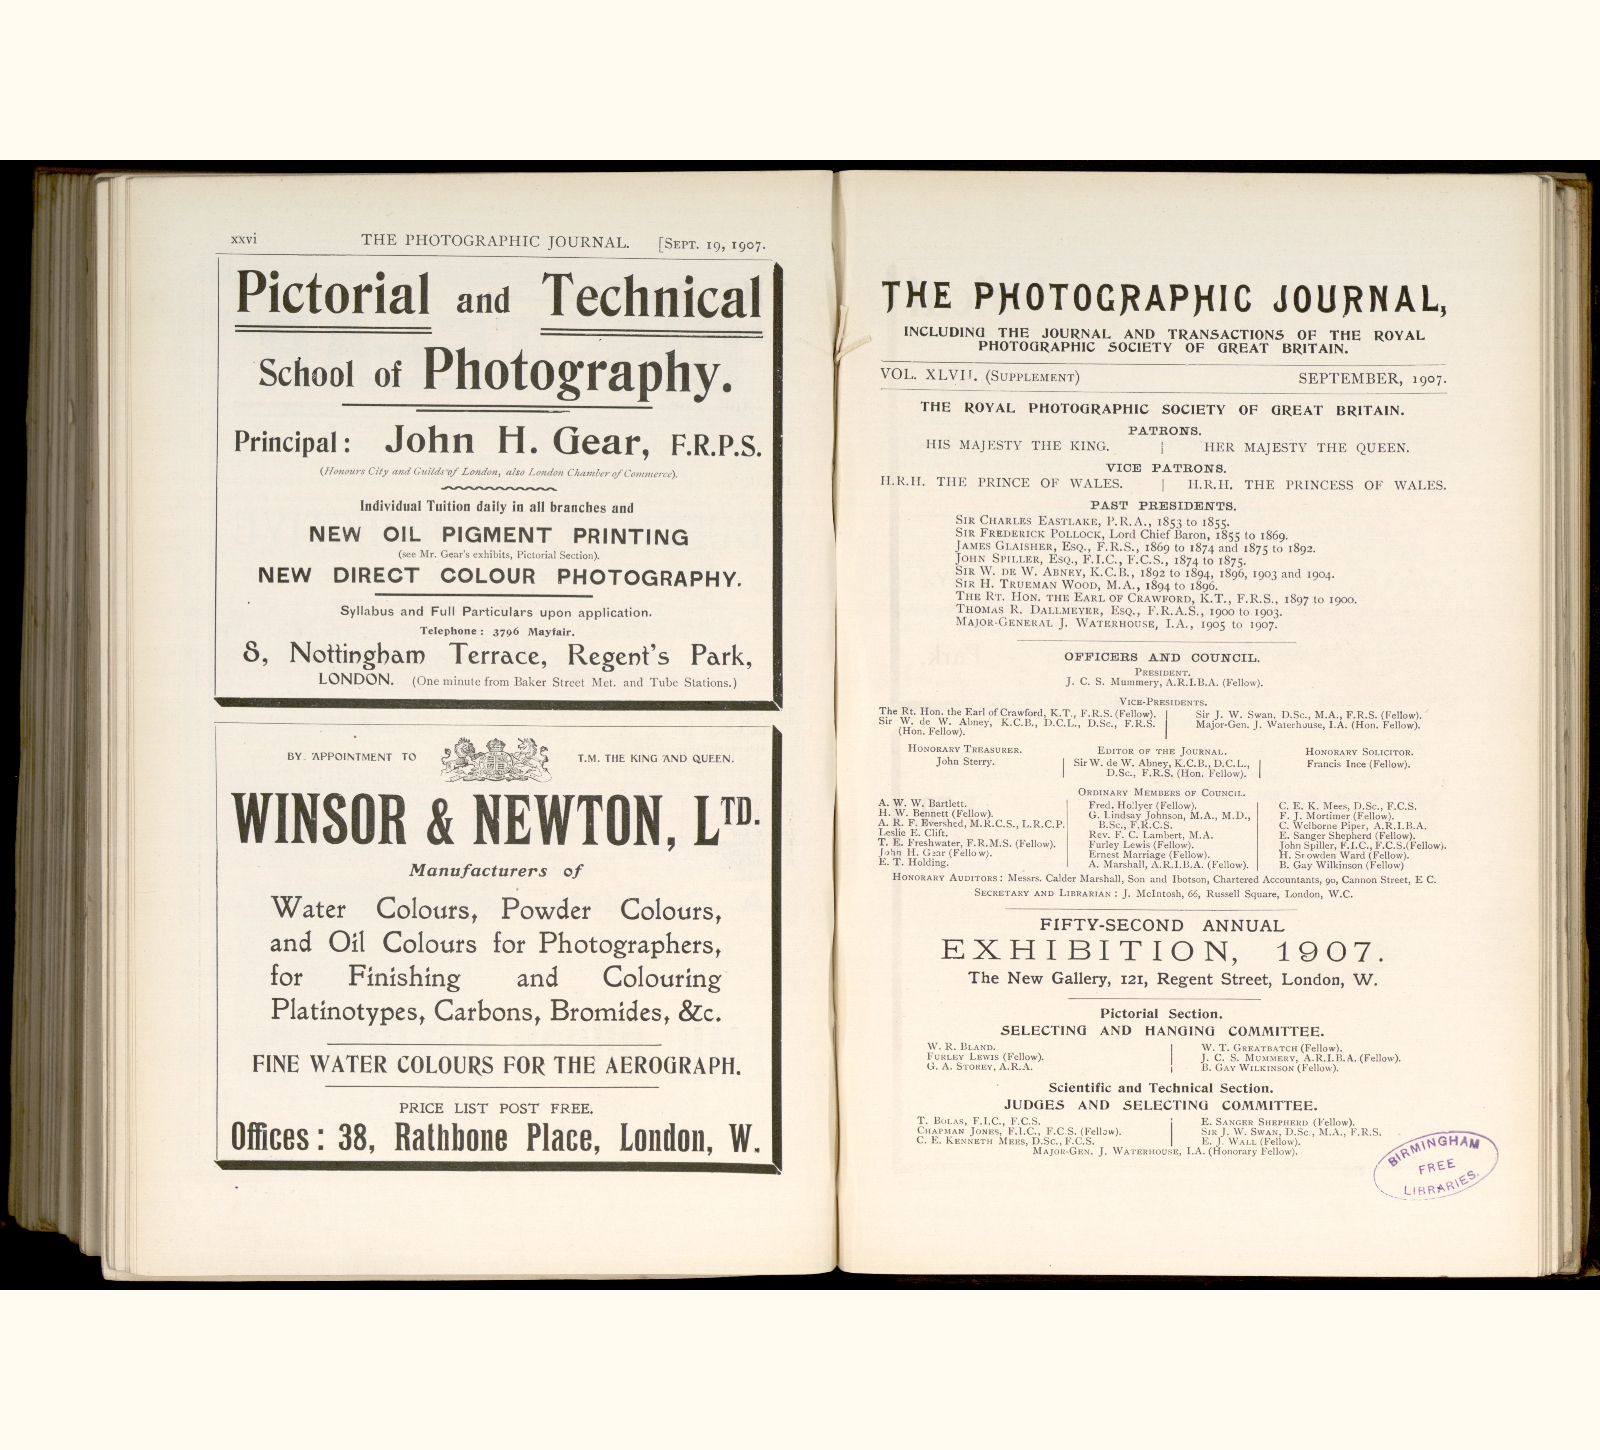 xxvi THE PHOTOGRAPHIC JOURNAL. [SEPT. 19, 1907.
Pictorial and Technical
School of Photography.
Principal: John H. Gear, F.R.P.S.
(Honours City and Guilds of London, also London Chamber of Commerce).
Individual Tuition daily in all branches and
NEW OIL PIGMENT PRINTING
(see Mr. Gear's exhibits, Pictorial Section).
NEW DIRECT COLOUR PHOTOGRAPHY.
Syllabus and Full Particulars upon application.
Telephone: 3796 Mayfair.
8, Nottingham Terrace, Regent's Park,
LONDON. (One minute from Baker Street Met. and Tube Stations.)
BY APPOINTMENT TO T.M. THE KING AND QUEEN.
WINSOR & NEWTON, LTD.
Manufacturers of
Water Colours, Powder Colours,
and Oil Colours for Photographers,
for Finishing and Colouring
Platinotypes, Carbons, Bromides, &c.
FINE WATER COLOURS FOR THE AEROGRAPH.
PRICE LIST POST FREE.
Offices: 38, Rathbone Place, London, W.
THE PHOTOGRAPHIC JOURNAL,
INCLUDING THE JOURNAL AND TRANSACTIONS OF THE ROYAL
PHOTOGRAPHIC SOCIETY OF GREAT BRITAIN.
VOL. XLVII. (SUPPLEMENT) SEPTEMBER, 1907.
THE ROYAL PHOTOGRAPHIC SOCIETY OF GREAT BRITAIN.
PATRONS.
HIS MAJESTY THE KING. | HER MAJESTY THE QUEEN.
VICE PATRONS.
H.R.H. THE PRINCE OF WALES. | H.R.H. THE PRINCESS OF WALES.
PAST PRESIDENTS.
SIR CHARLES EASTLAKE, P.R.A., 1853 to 1855.
SIR FREDERICK POLLOCK, Lord Chief Baron, 1855 to 1869.
JAMES GLAISHER, ESQ., F.R.S., 1869 to 1874 and 1875 to 1892.
JOHN SPILLER, ESQ., F.I.C., F.C.S., 1874 to 1875.
SIR W. DE W. ABNEY, K.C.B., 1892 to 1894, 1896, 1903 and 1904.
SIR H. TRUEMAN WOOD, M.A., 1894 to 1896.
THE RT. HON. THE EARL OF CRAWFORD, K.T., F.R.S., 1897 to 1900.
THOMAS R. DALLMEYER, ESQ., F.R.A.S., 1900 to 1903.
MAJOR-GENERAL J. WATERHOUSE, I.A., 1905 to 1907.
OFFICERS AND COUNCIL.
PRESIDENT.
J. C. S. Mummery, A.R.I.B.A. (Fellow).
VICE-PRESIDENTS.
The Rt. Hon. the Earl of Crawford, K.T., F.R.S. (Fellow).
Sir W. de W. Abney, K.C.B., D.C.L., D.Sc., F.R.S.
(Hon. Fellow).
Sir J. W. Swan, D.Sc., M.A., F.R.S. (Fellow).
Major-Gen. J. Waterhouse, I.A. (Hon. Fellow).
HONORARY TREASURER.
John Sterry.
EDITOR OF THE JOURNAL.
Sir W. de W. Abney, K.C.B., D.C.L.,
D.Sc., F.R.S. (Hon. Fellow).
HONORARY SOLICITOR.
Francis Ince (Fellow).
ORDINARY MEMBERS OF COUNCIL.
A. W. W. Bartlett.
H. W. Bennett (Fellow).
A. R. F. Evershed, M.R.C.S., L.R.C.P.
Leslie E. Clift.
T. E. Freshwater, F.R.M.S. (Fellow).
John H. Gear (Fellow).
E. T. Holding.
Fred. Hollyer (Fellow).
G. Lindsay Johnson, M.A., M.D.,
B.Sc., F.R.C.S.
Rev. F. C. Lambert, M.A.
Furley Lewis (Fellow).
Ernest Marriage (Fellow).
A. Marshall, A.R.I.B.A. (Fellow).
C. E. K. Mees, D.Sc., F.C.S.
F. J. Mortimer (Fellow).
C. Welborne Piper, A.R.I.B.A.
E. Sanger Shepherd (Fellow).
John Spiller, F.I.C., F.C.S.(Fellow).
H. Snowden Ward (Fellow).
B. Gay Wilkinson (Fellow)
HONORARY AUDITORS: Messrs. Calder Marshall, Son and Ibotson, Chartered Accountants, 90, Cannon Street, E C.
SECRETARY AND LIBRARIAN: J. McIntosh, 66, Russell Square, London, W.C.
FIFTY-SECOND ANNUAL
EXHIBITION, 1907.
The New Gallery, 121, Regent Street, London, W.
Pictorial Section.
SELECTING AND HANGING COMMITTEE.
W. R. BLAND.
FURLEY LEWIS (Fellow).
G. A. STOREY, A.R.A.
W. T. GREATBATCH (Fellow).
J. C. S. MUMMERY, A.R.I.B.A. (Fellow).
B. GAY WILKINSON (Fellow).
Scientific and Technical Section.
JUDGES AND SELECTING COMMITTEE.
T. BOLAS, F.I.C., F.C.S.
CHAPMAN JONES, F.I.C., F.C.S. (Fellow).
C. E. KENNETH MEES, D.Sc., F.C.S.
E. SANGER SHEPHERD (Fellow).
SIR J. W. SWAN, D.Sc., M.A., F.R.S.
E. J. WALL (Fellow).
MAJOR-GEN. J. WATERHOUSE, I.A. (Honorary Fellow).
BIRMINGHAM
FREE
LIBRARIES.